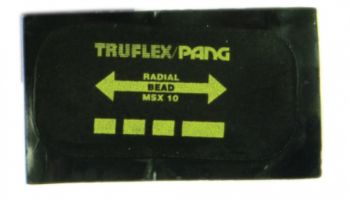 TRUFLEX/PANG
RADIAL
BEAD
MSX 10